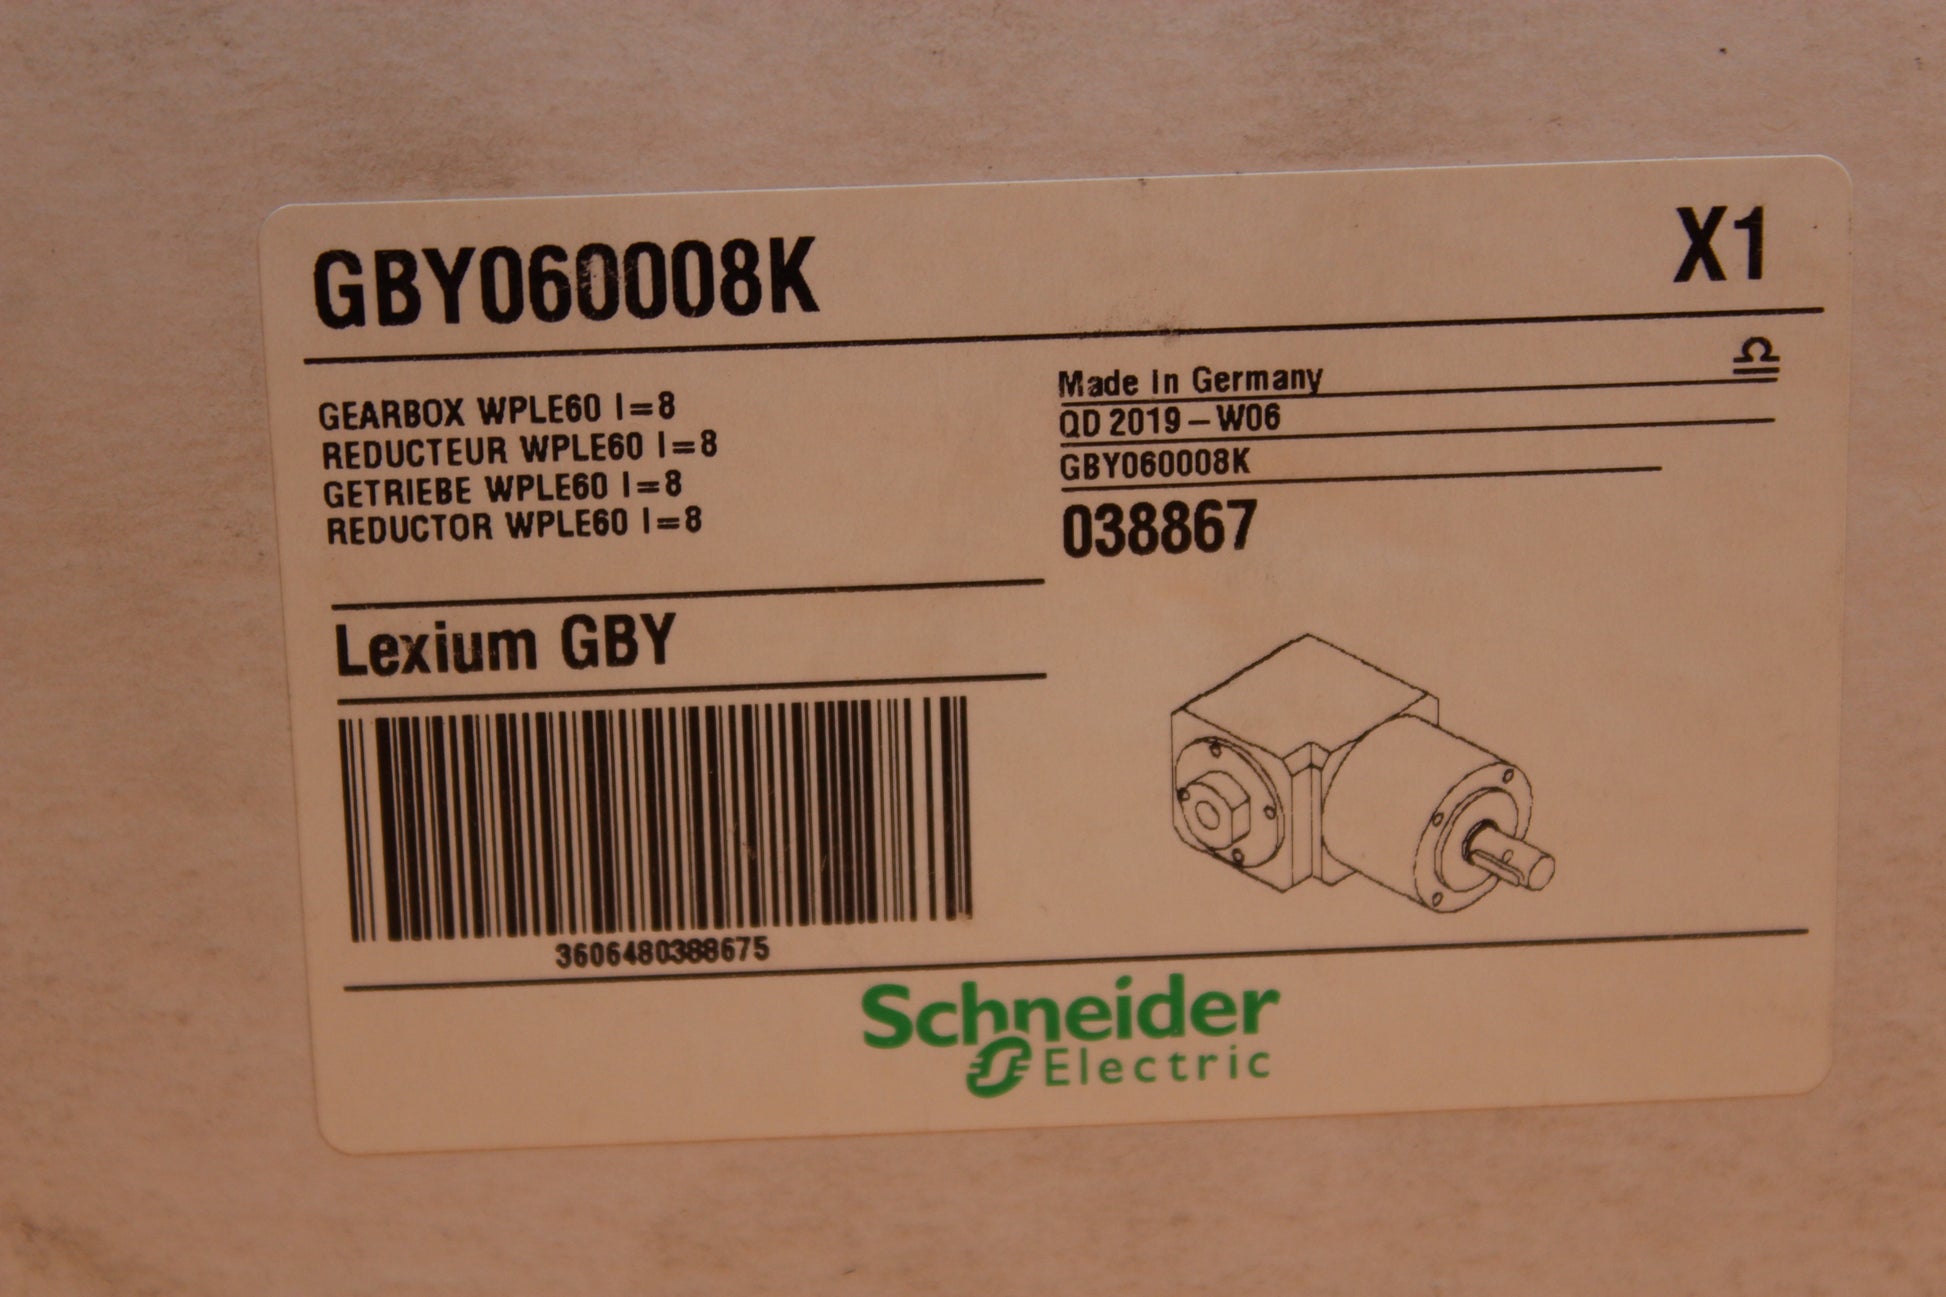 GBY060008K
X1
GEARBOX WPLE60 I=8
REDUCTEUR WPLE60 I=8
GETRIEBE WPLE60 I=8
REDUCTOR WPLE60 I=8
Made In Germany
QD 2019-W06
GBY060008K
038867
Lexium GBY
3606480388675
Schneider
Electric